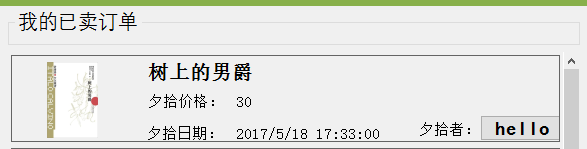 我的已卖订单
树上的男爵
夕拾价格： 30
夕拾日期： 2017/5/18 17:33:00
夕拾者： hello